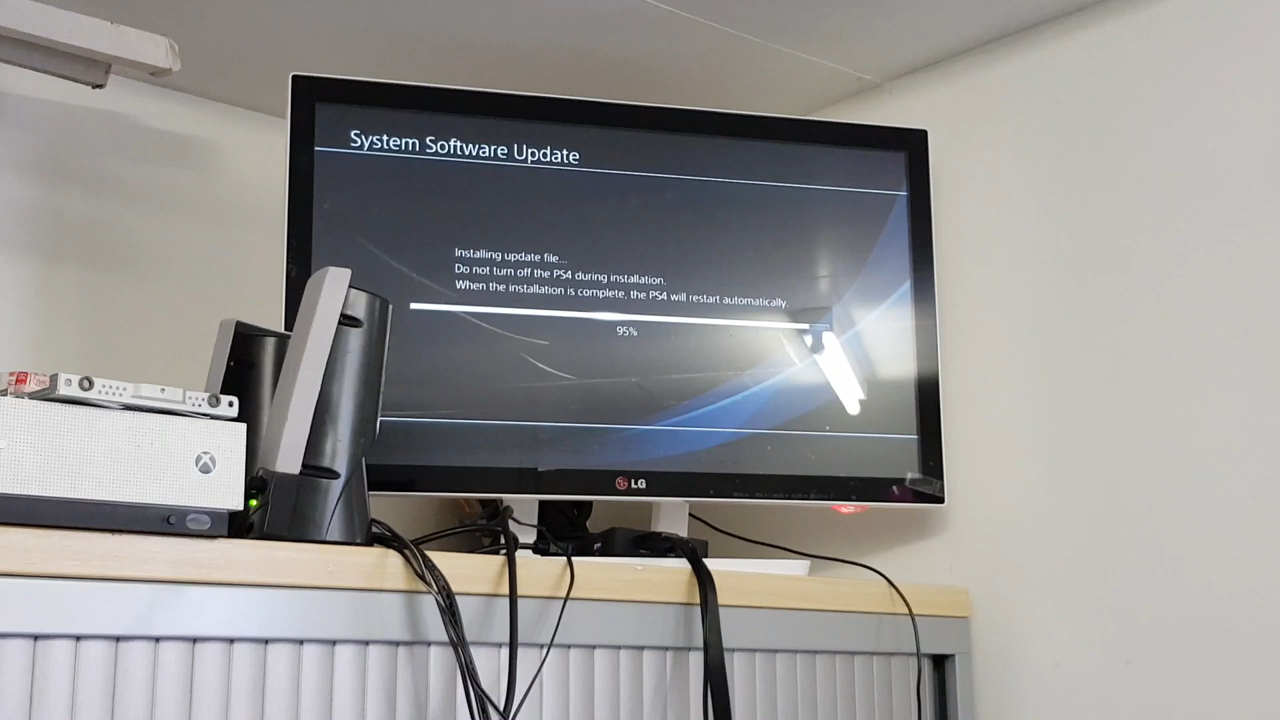 System Software Update
Installing update file...
Do not turn off the PS4 during installation.
When the installation is complete, the PS4 will restart automatically.
95%
LG